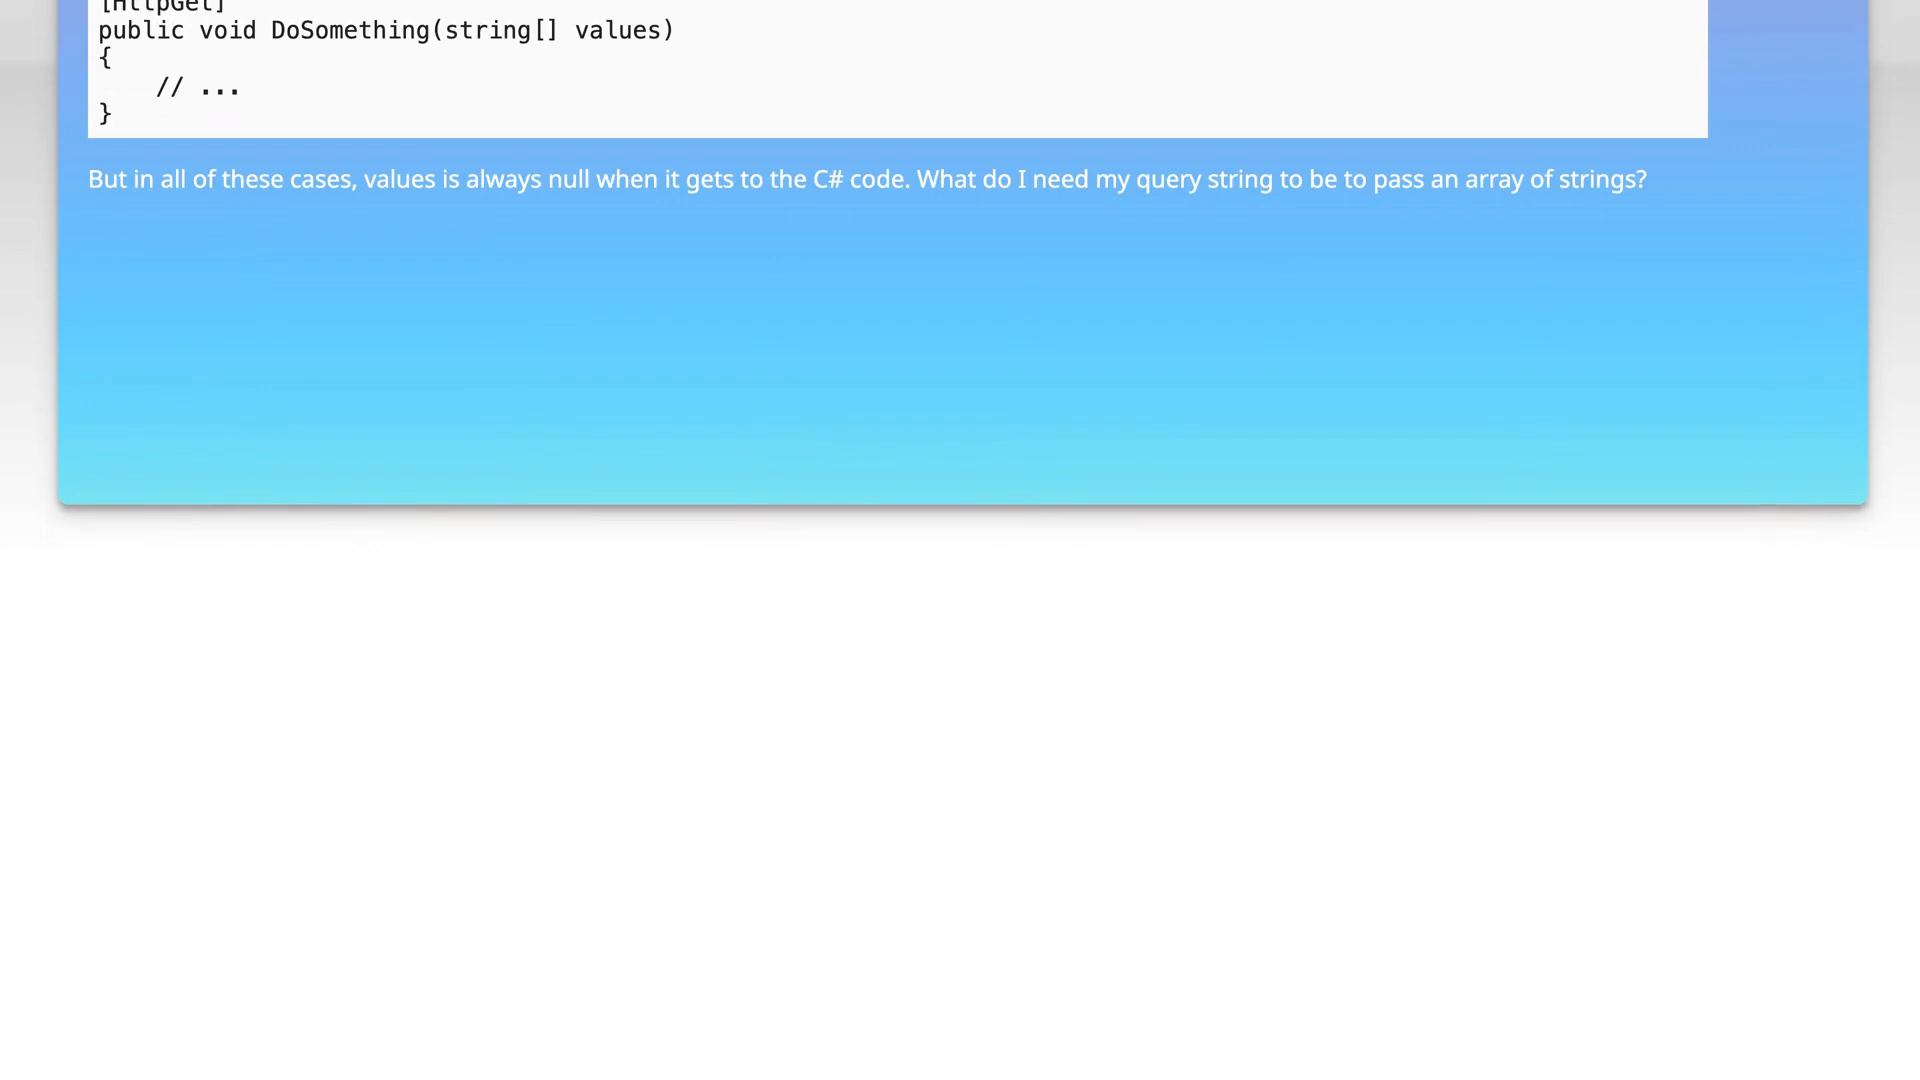 [HttpGet]
public void DoSomething(string[] values)
{
    // ...
}
But in all of these cases, values is always null when it gets to the C# code. What do I need my query string to be to pass an array of strings?